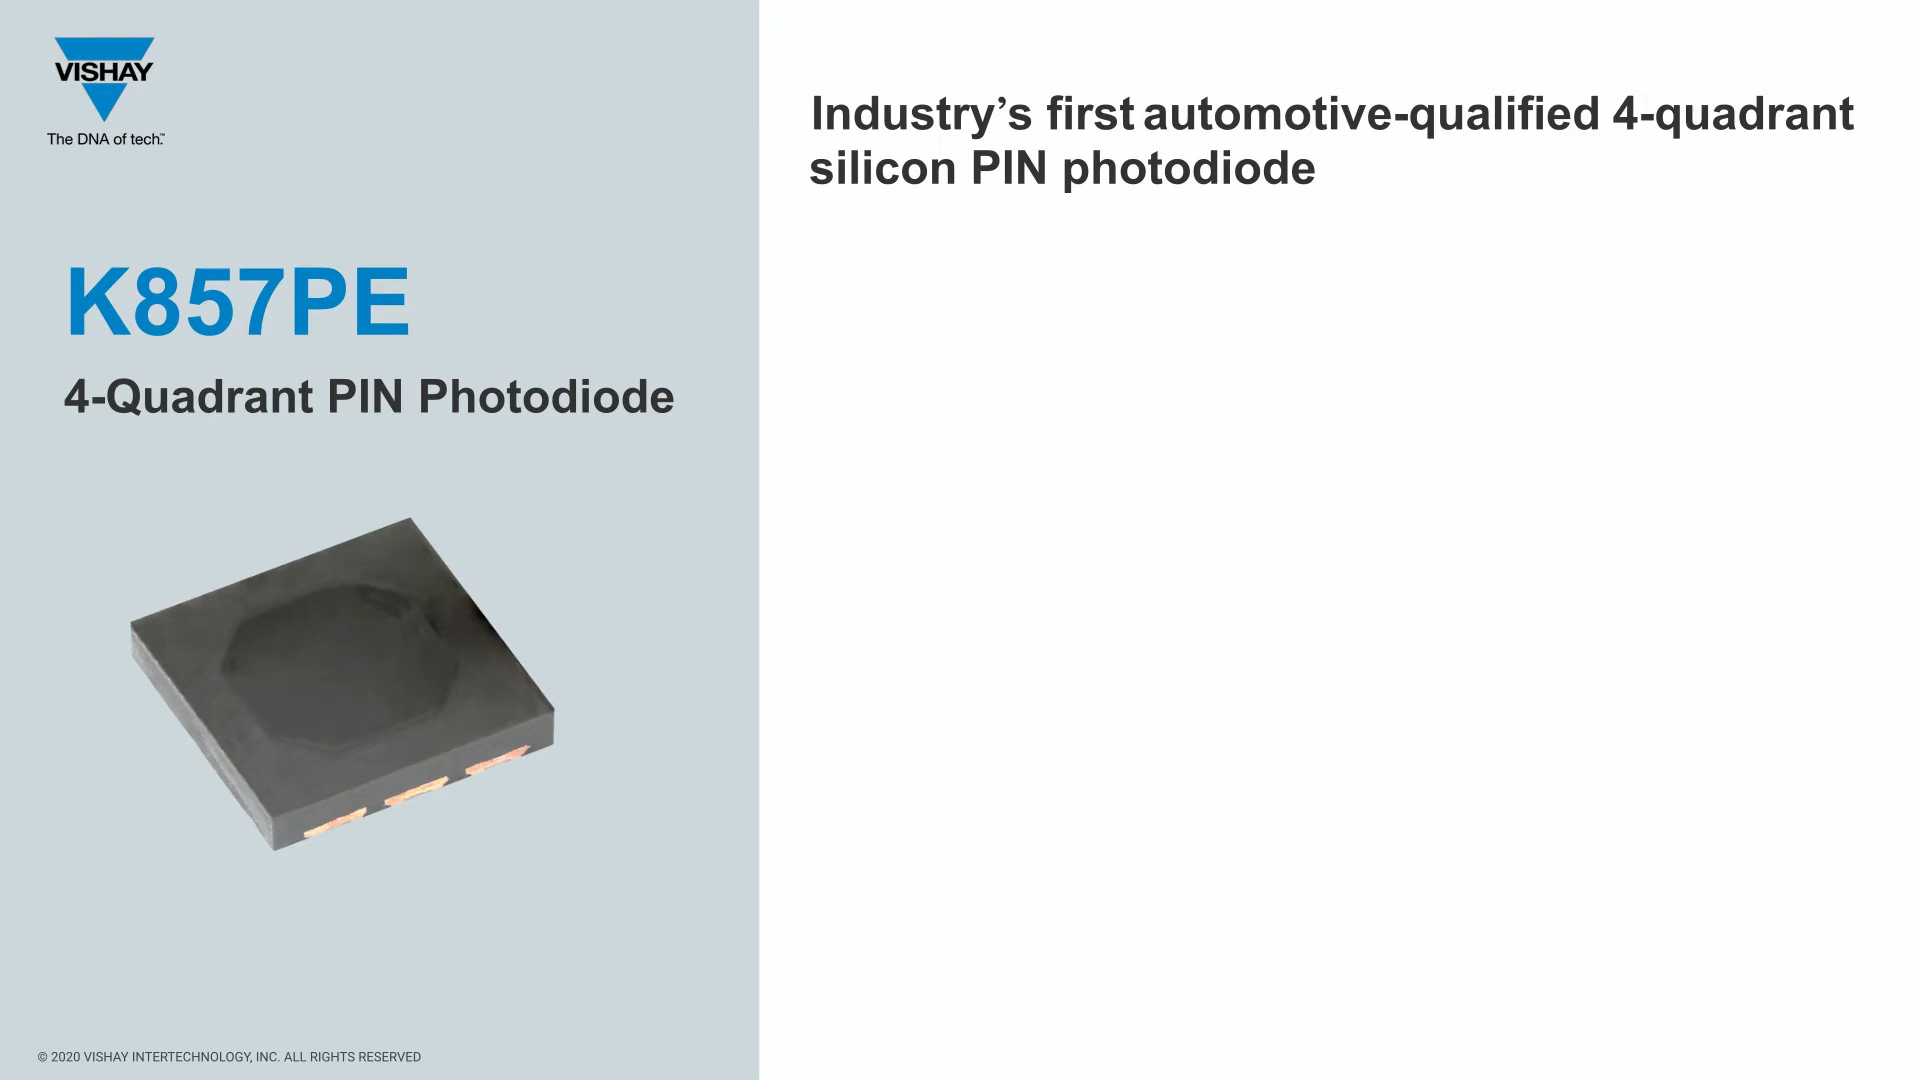 VISHAY
The DNA of tech.™
K857PE
4-Quadrant PIN Photodiode
© 2020 VISHAY INTERTECHNOLOGY, INC. ALL RIGHTS RESERVED
Industry’s first automotive-qualified 4-quadrant
silicon PIN photodiode